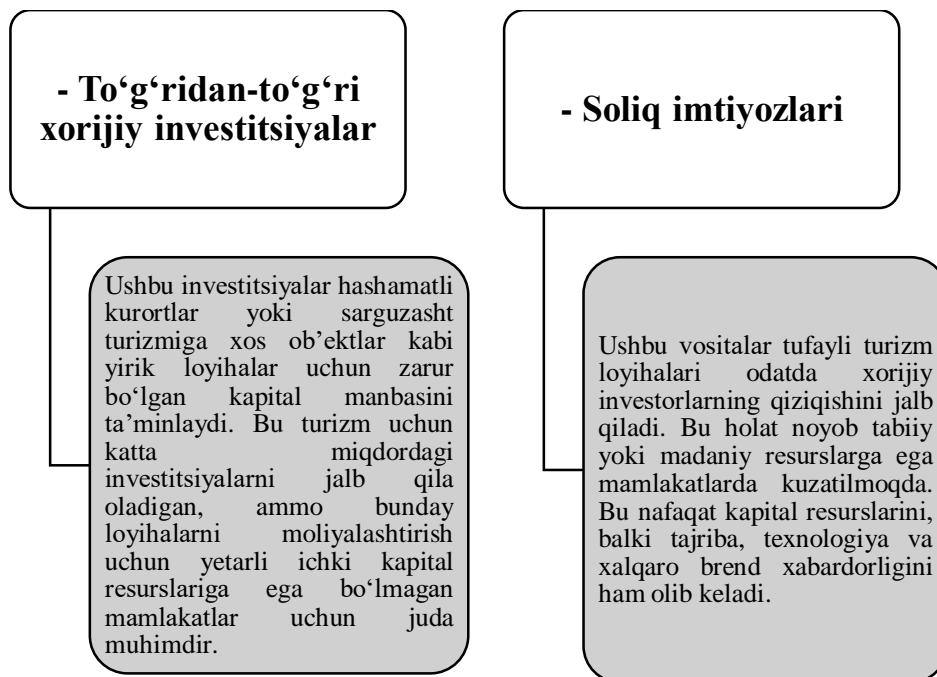 - To‘g‘ridan-to‘g‘ri
xorijiy investitsiyalar
Ushbu investitsiyalar hashamatli
kurortlar yoki sarguzasht
turizmiga xos ob’ektlar kabi
yirik loyihalar uchun zarur
bo‘lgan kapital manbasini
ta’minlaydi. Bu turizm uchun
katta miqdordagi
investitsiyalarni jalb qila
oladigan, ammo bunday
loyihalarni moliyalashtirish
uchun yetarli ichki kapital
resurslariga ega bo‘lmagan
mamlakatlar uchun juda
muhimdir.
- Soliq imtiyozlari
Ushbu vositalar tufayli turizm
loyihalari odatda xorijiy
investorlarning qiziqishini jalb
qiladi. Bu holat noyob tabiiy
yoki madaniy resurslarga ega
mamlakatlarda kuzatilmoqda.
Bu nafaqat kapital resurslarini,
balki tajriba, texnologiya va
xalqaro brend xabardorligini
ham olib keladi.